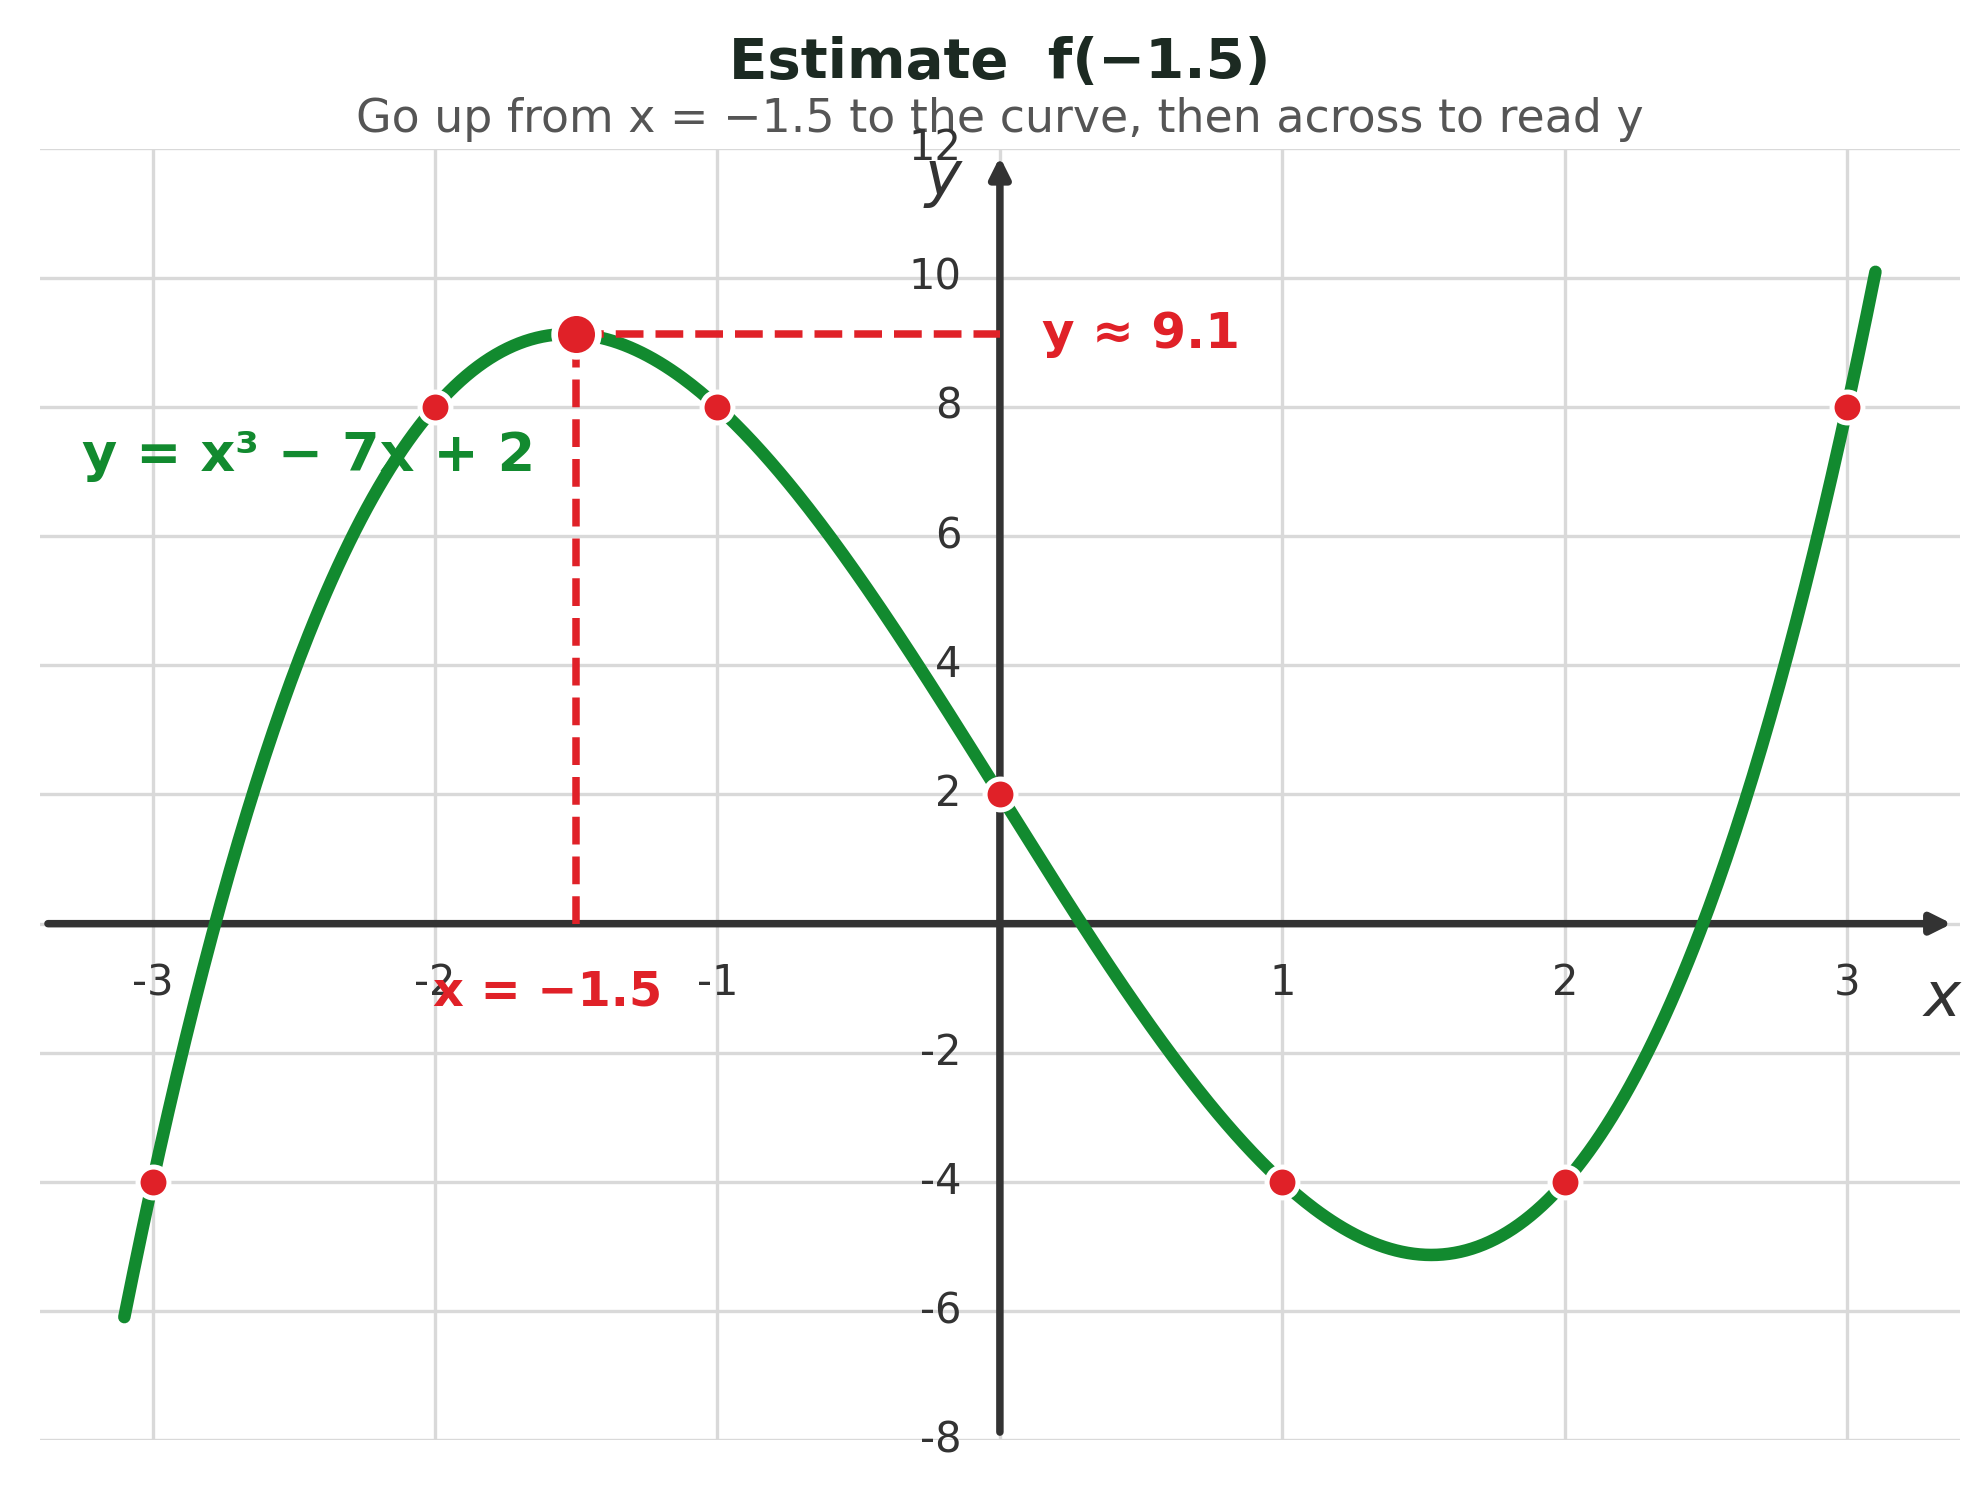 Estimate f(−1.5)
Go up from x = −1.5 to the curve, then across to read y
12
y
10
y ≈ 9.1
8
y = x³ − 7x + 2
6
4
2
-3 -2 -1 1 2 3
x = −1.5
x
-2
-4
-6
-8